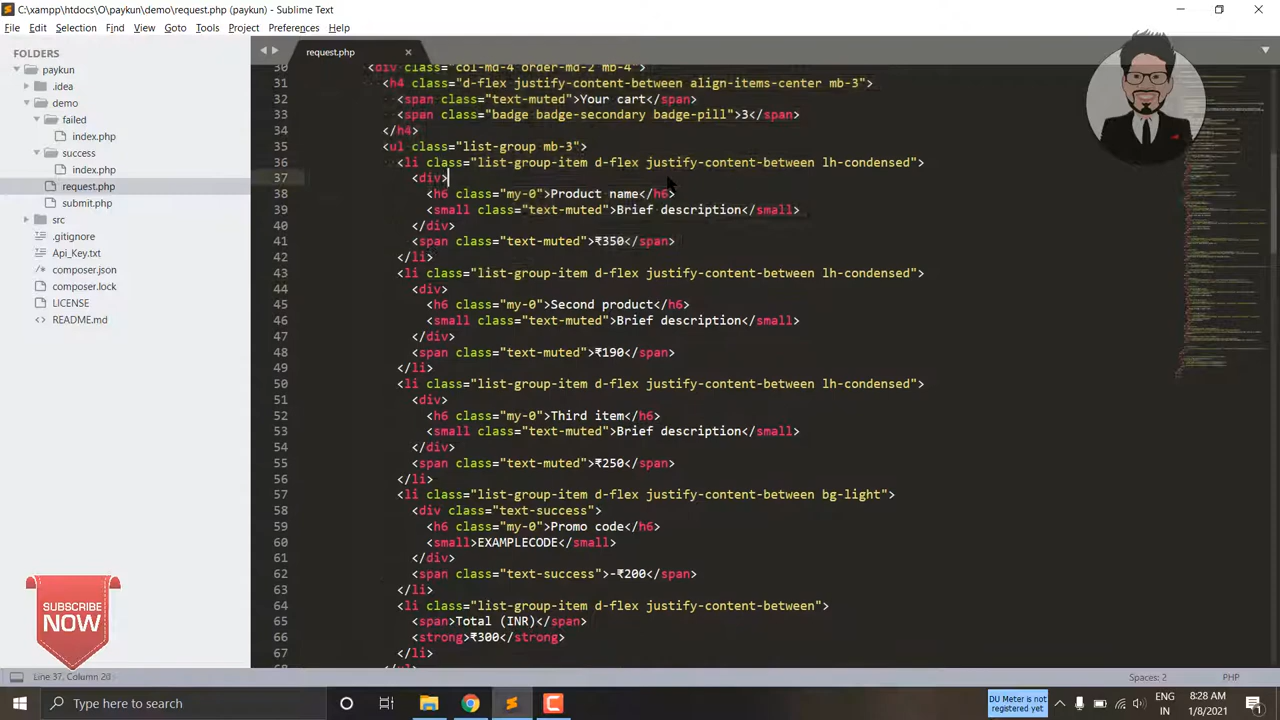 C:\xampp\htdocs\O\paykun\demo\request.php (paykun) - Sublime Text
File Edit Selection Find View Goto Tools Project Preferences Help
FOLDERS
paykun
.idea
demo
failed
index.php
success
index.php
request.php
submit.php
src
.gitignore
Api_Key.txt
composer.json
composer.lock
LICENSE
README.md
request.php
30 <div class="col-md-4 order-md-2 mb-4">
31 <h4 class="d-flex justify-content-between align-items-center mb-3">
32 <span class="text-muted">Your cart</span>
33 <span class="badge badge-secondary badge-pill">3</span>
34 </h4>
35 <ul class="list-group mb-3">
36 <li class="list-group-item d-flex justify-content-between lh-condensed">
37 <div>
38 <h6 class="my-0">Product name</h6>
39 <small class="text-muted">Brief description</small>
40 </div>
41 <span class="text-muted">₹350</span>
42 </li>
43 <li class="list-group-item d-flex justify-content-between lh-condensed">
44 <div>
45 <h6 class="my-0">Second product</h6>
46 <small class="text-muted">Brief description</small>
47 </div>
48 <span class="text-muted">₹190</span>
49 </li>
50 <li class="list-group-item d-flex justify-content-between lh-condensed">
51 <div>
52 <h6 class="my-0">Third item</h6>
53 <small class="text-muted">Brief description</small>
54 </div>
55 <span class="text-muted">₹250</span>
56 </li>
57 <li class="list-group-item d-flex justify-content-between bg-light">
58 <div class="text-success">
59 <h6 class="my-0">Promo code</h6>
60 <small>EXAMPLECODE</small>
61 </div>
62 <span class="text-success">-₹200</span>
63 </li>
64 <li class="list-group-item d-flex justify-content-between">
65 <span>Total (INR)</span>
66 <strong>₹300</strong>
67 </li>
68 </ul>
SUBSCRIBE
NOW
Line 37, Column 20
Spaces: 2
PHP
Type here to search
DU Meter is not
registered yet
ENG
IN
8:28 AM
1/8/2021
1